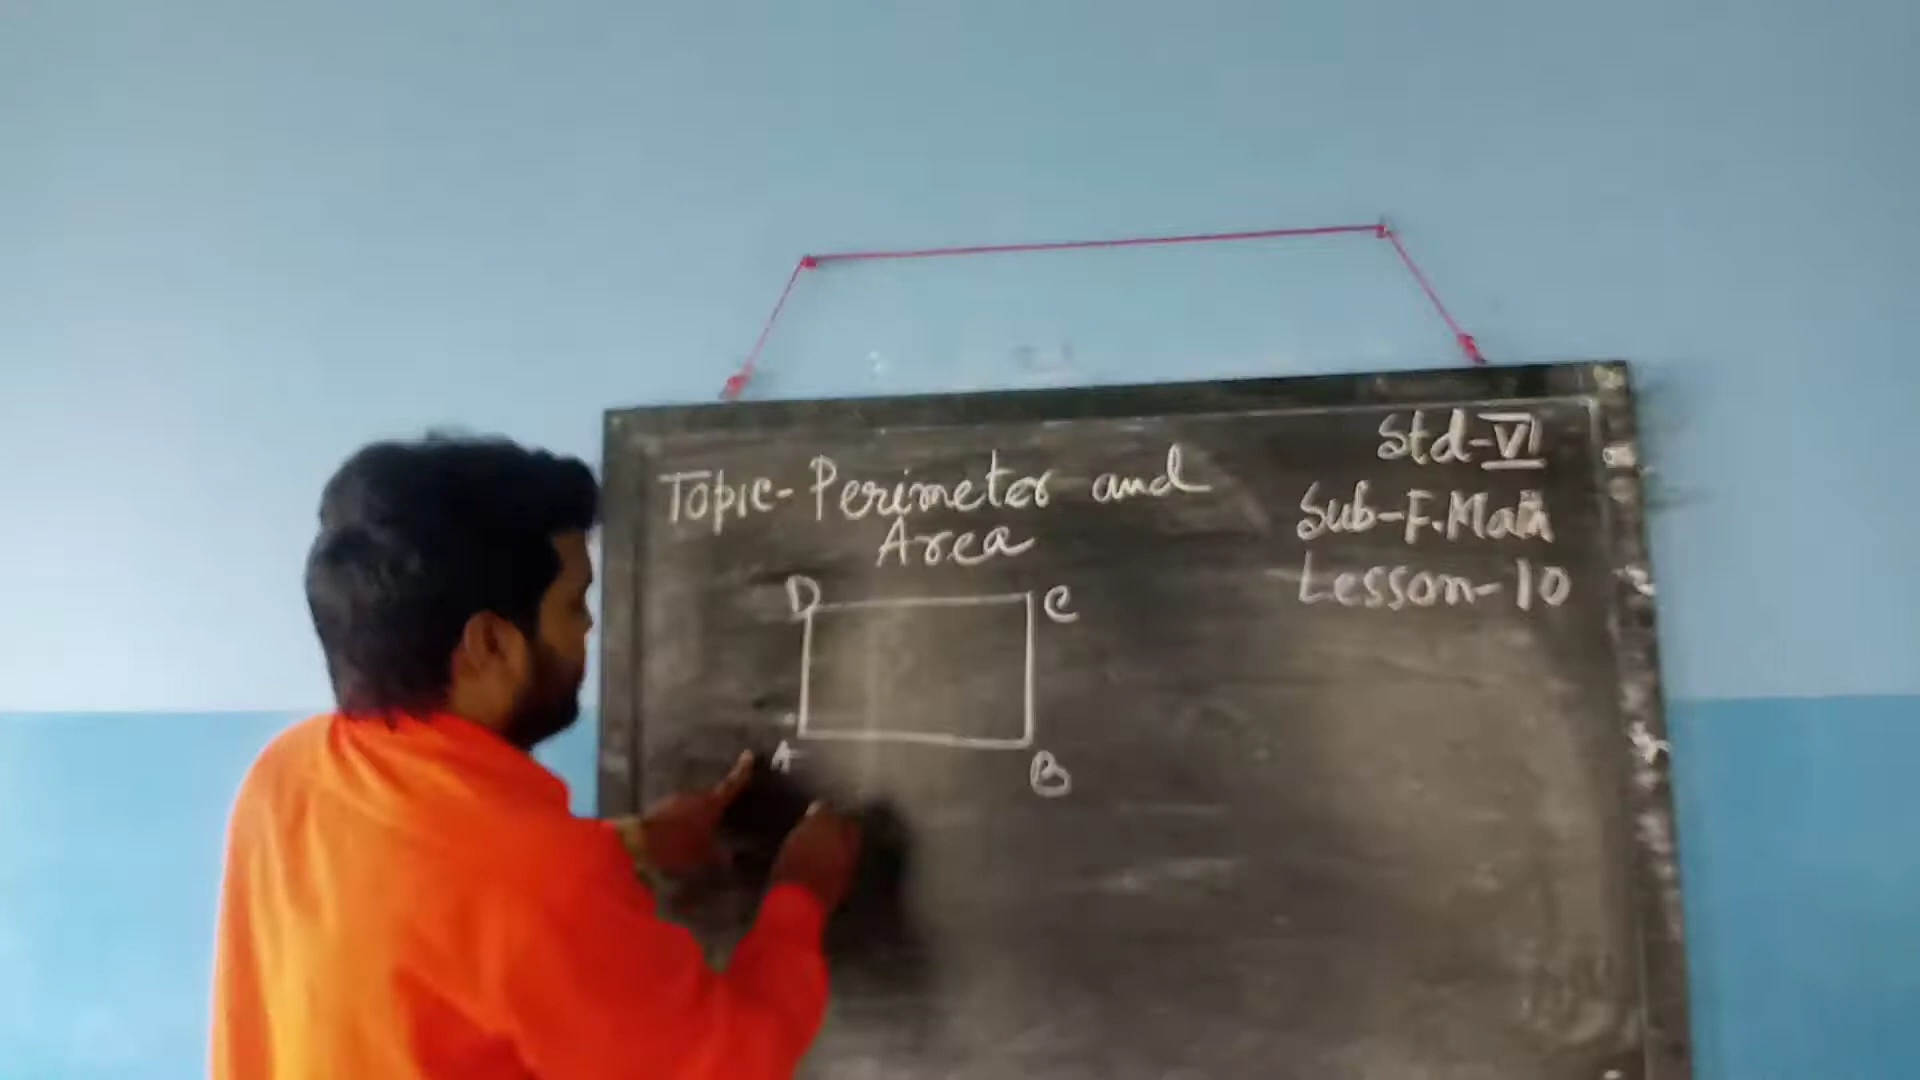 Topic-Perimeter and
Area
Std-VI
Sub-F.Math
Lesson-10
D
C
A
B